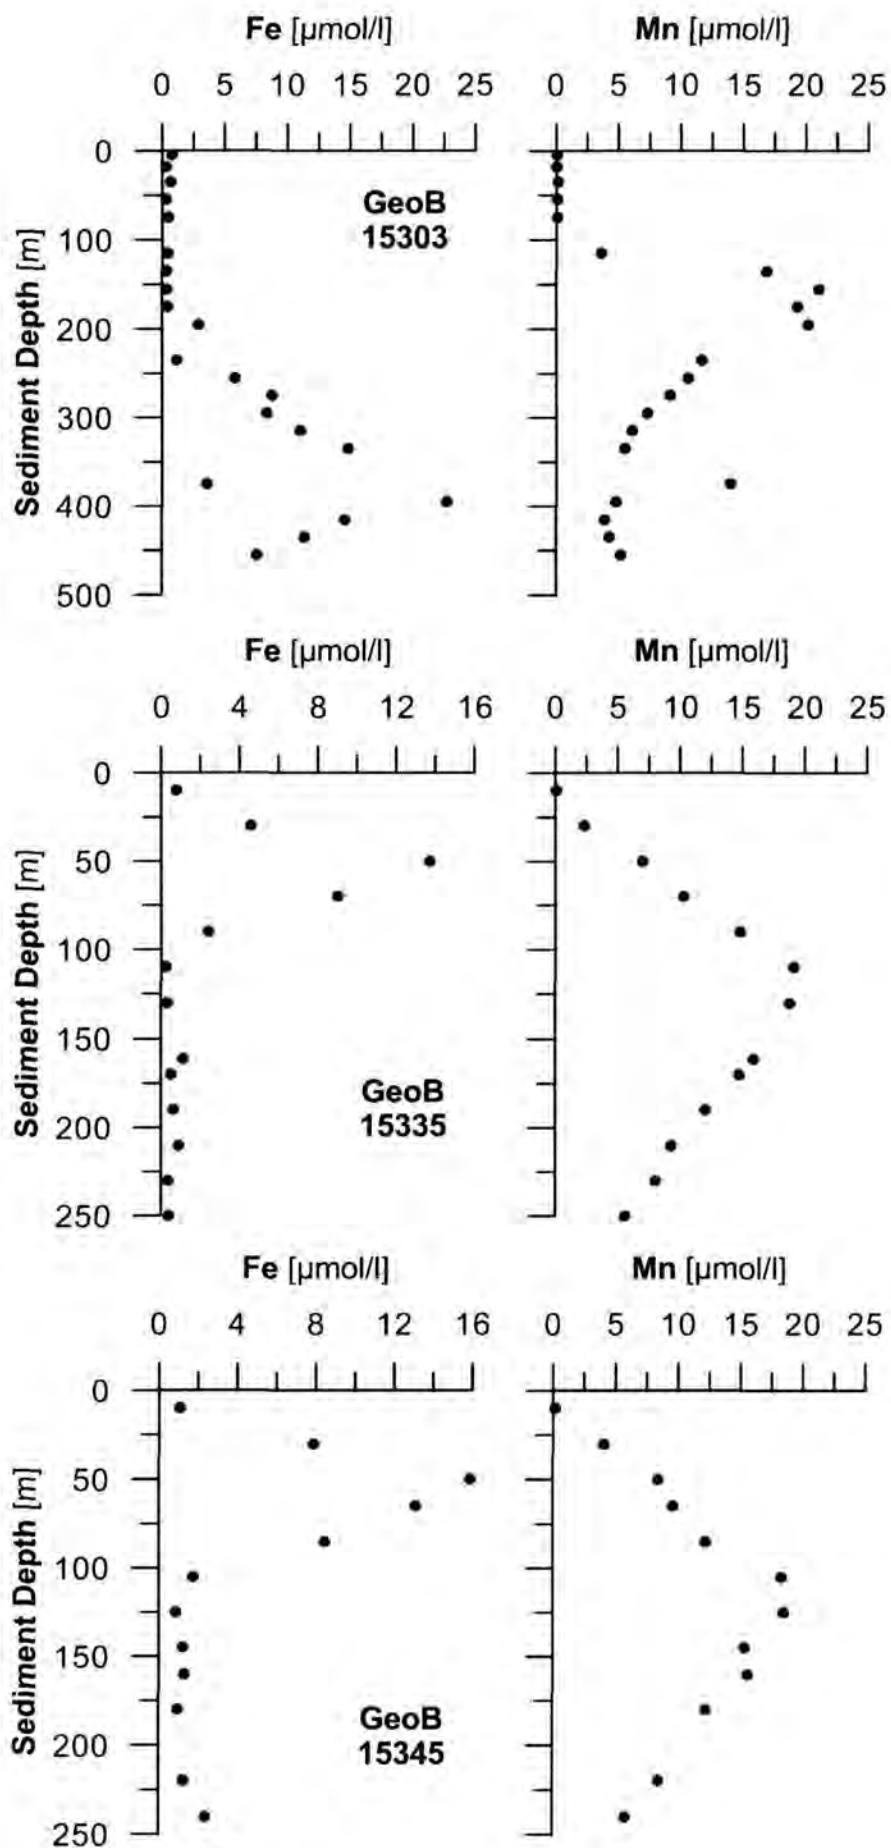 Fe [µmol/l] Mn [µmol/l]
0 5 10 15 20 25 0 5 10 15 20 25
0
GeoB
15303
100
200
300
400
500
Sediment Depth [m]
Fe [µmol/l] Mn [µmol/l]
0 4 8 12 16 0 5 10 15 20 25
0
50
100
150
GeoB
15335
200
250
Sediment Depth [m]
Fe [µmol/l] Mn [µmol/l]
0 4 8 12 16 0 5 10 15 20 25
0
50
100
150
GeoB
15345
200
250
Sediment Depth [m]